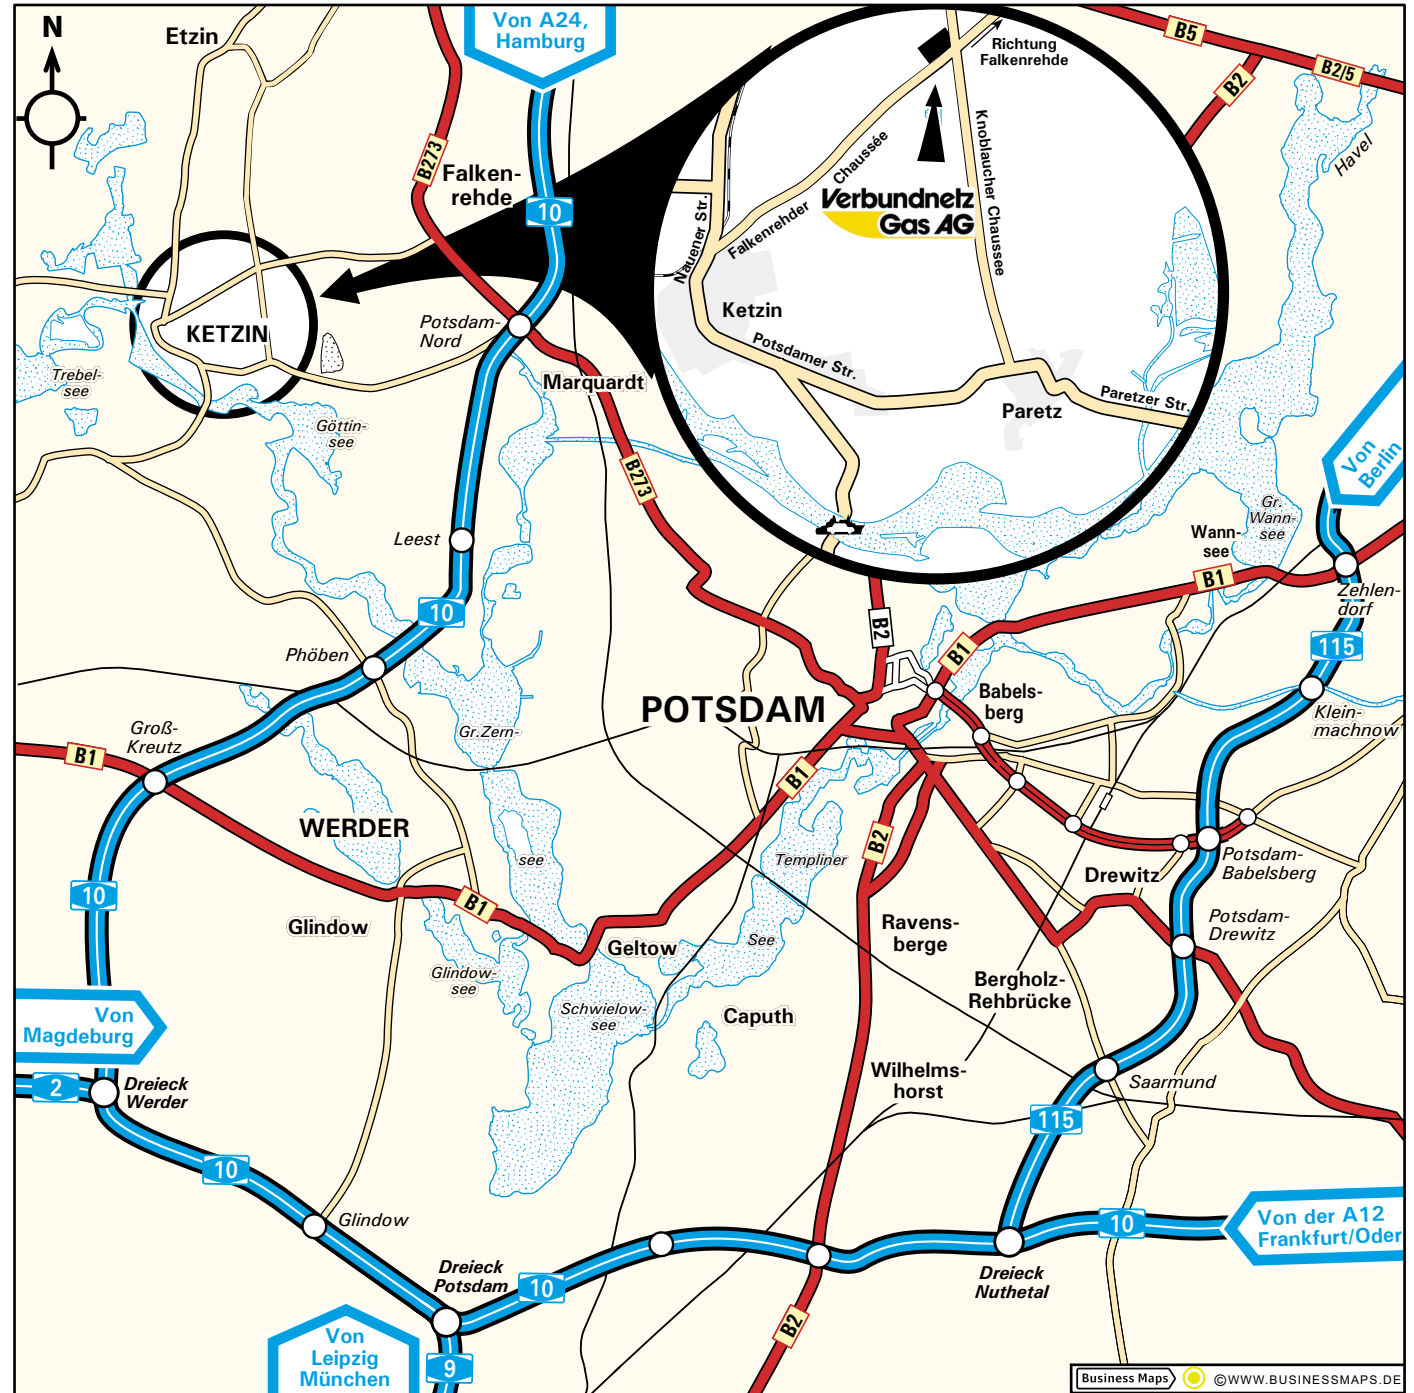 N
Etzin
Von A24,
Hamburg
B5
B2/5
B2
Havel
Richtung
Falkenrehde
B273
Falken-
rehde
10
Falkenrehder Chaussée
Knoblaucher Chaussee
Verbundnetz
Gas AG
Nauener Str.
Ketzin
Potsdamer Str.
Paretz
Paretzer Str.
KETZIN
Potsdam-
Nord
Marquardt
Trebel-
see
Göttin-
see
B273
Von
Berlin
Gr.
Wann-
see
Wann-
see
Leest
B1
Zehlen-
dorf
10
B2
B1
115
Phöben
POTSDAM
Babels-
berg
Klein-
machnow
Groß-
Kreutz
Gr.Zern-
see
B1
B1
WERDER
B2
Templiner
See
Potsdam-
Babelsberg
Drewitz
10
B1
Glindow
Geltow
Ravens-
berge
Potsdam-
Drewitz
Glindow-
see
Bergholz-
Rehbrücke
Schwielow-
see
Caputh
Von
Magdeburg
2
Dreieck
Werder
Wilhelms-
horst
Saarmund
115
10
Glindow
10
Von der A12
Frankfurt/Oder
Dreieck
Potsdam
10
Dreieck
Nuthetal
B2
Von
Leipzig
München
9
Business Maps
©WWW.BUSINESSMAPS.DE